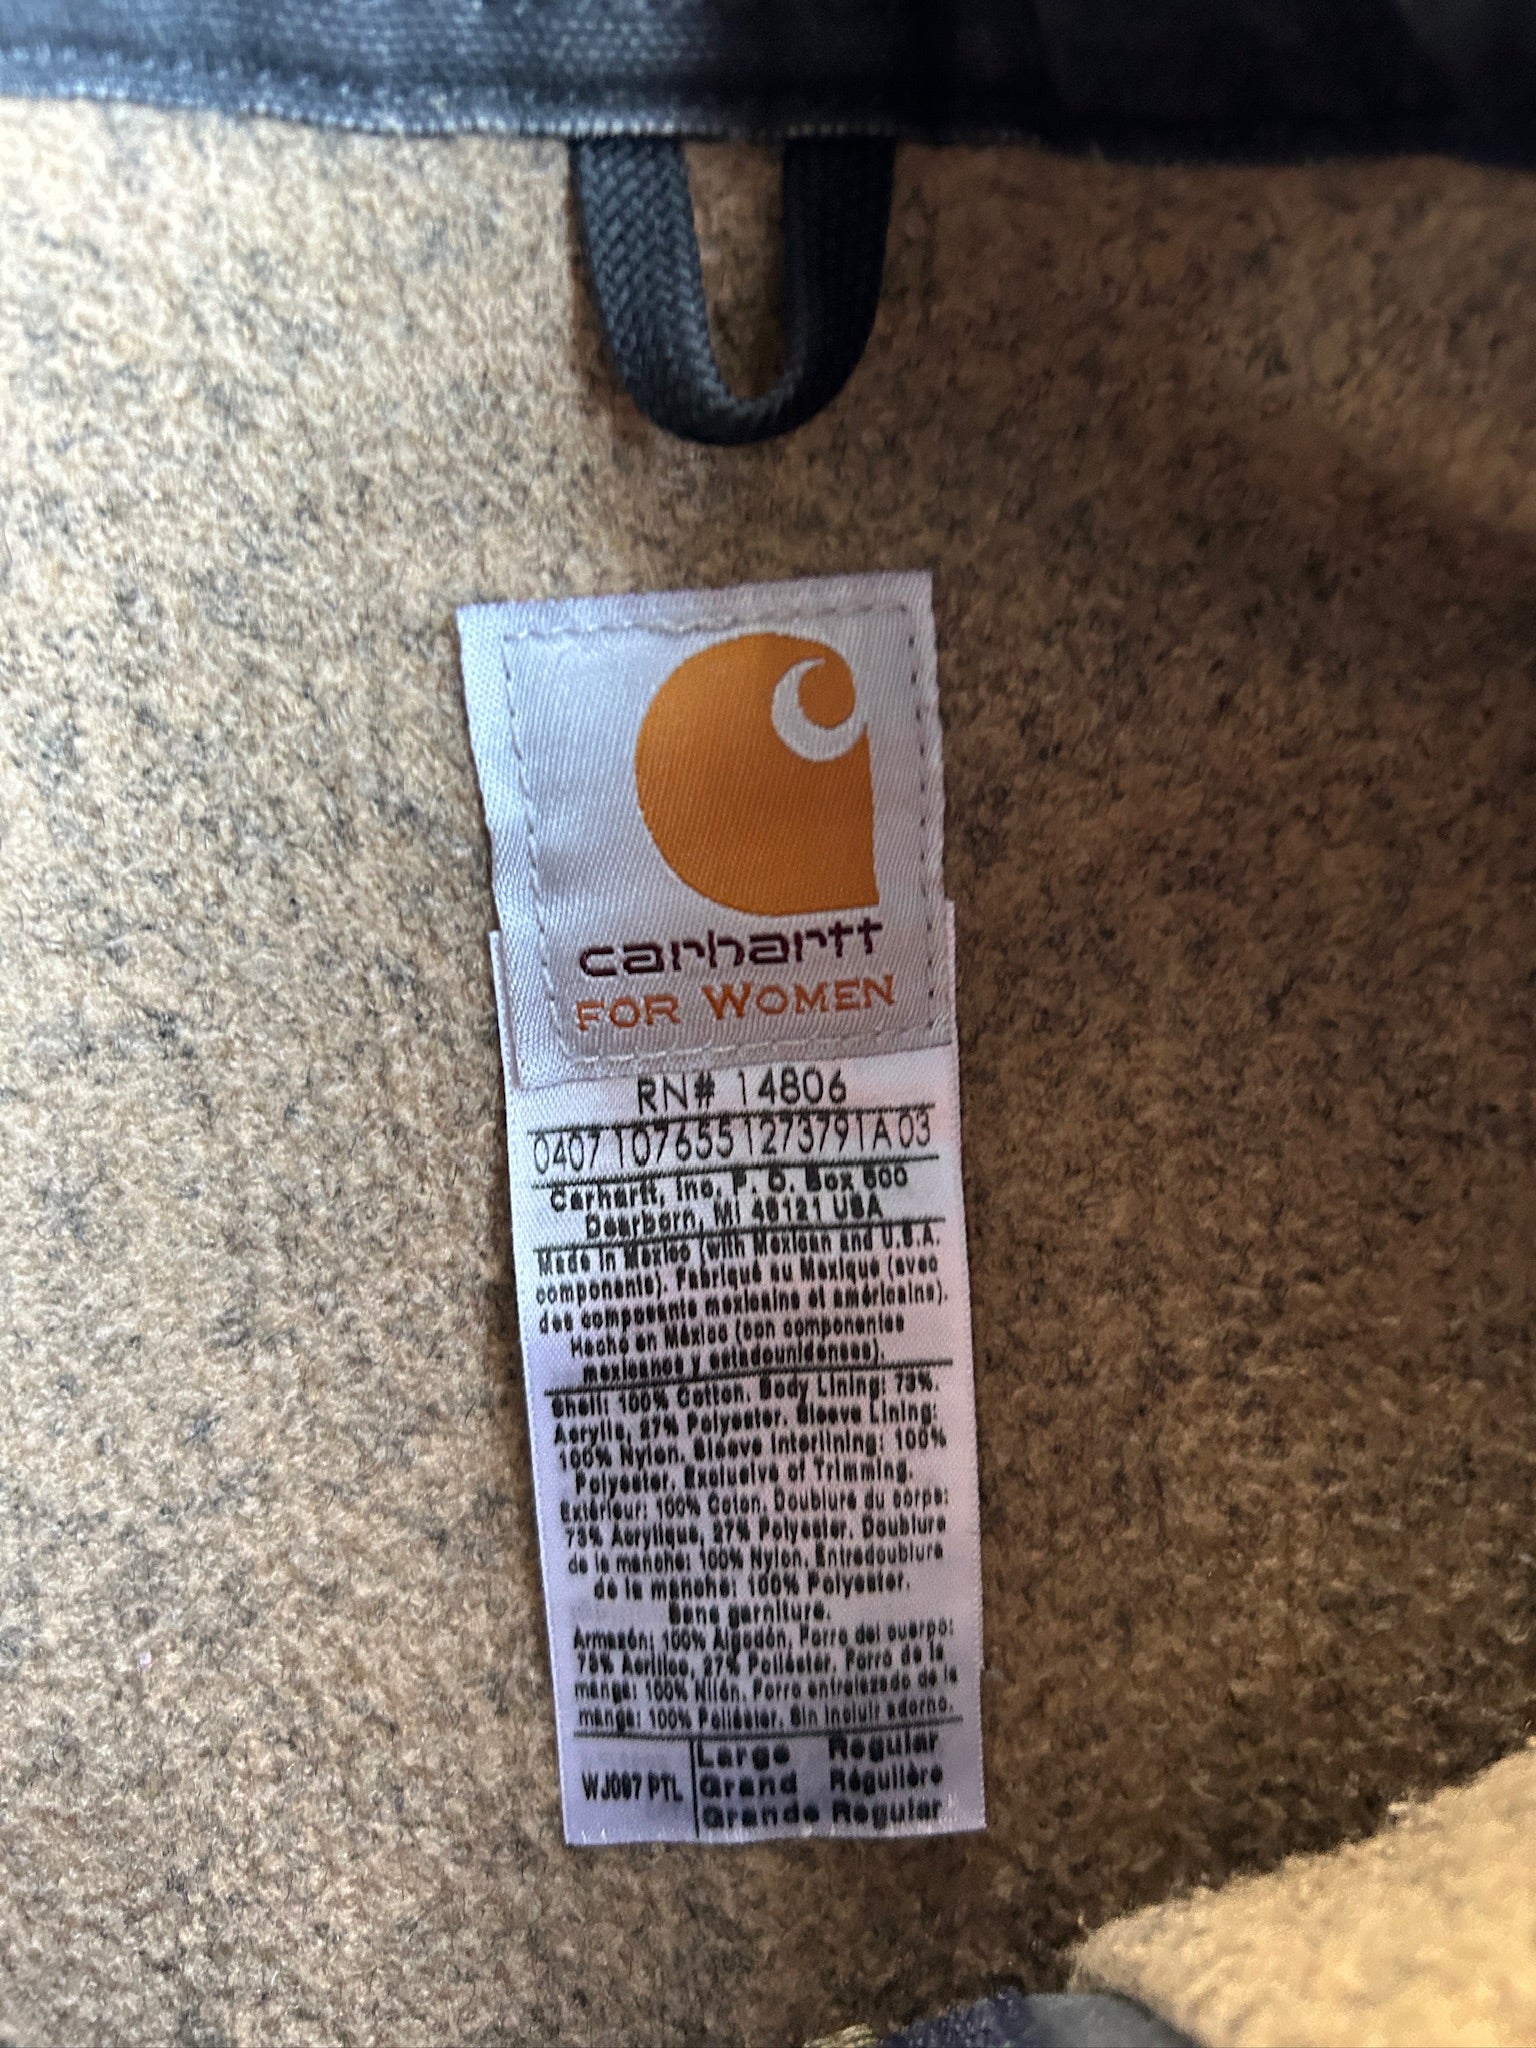 carhartt
FOR WOMEN
RN# 14806
0407 107655 1273791A 03
Carhartt, Inc. P. O. Box 600
Dearborn, MI 48121 USA
Made in Mexico (with Mexican and U.S.A.
components). Fabriqué au Mexique (avec
des composants mexicains et américains).
Hecho en México (con componentes
mexicanos y estadounidenses).
Shell: 100% Cotton. Body Lining: 73%
Acrylic, 27% Polyester. Sleeve Lining:
100% Nylon. Sleeve Interlining: 100%
Polyester. Exclusive of Trimming.
Extérieur: 100% Coton. Doublure du corps:
73% Acrylique, 27% Polyester. Doublure
de la manche: 100% Nylon. Entredoublure
de la manche: 100% Polyester.
Sans garniture.
Armazón: 100% Algodón. Forro del cuerpo:
73% Acrílico, 27% Poliéster. Forro de la
manga: 100% Nilón. Forro entrelazado de la
manga: 100% Poliéster. Sin incluir adorno.
WJ097 PTL
Large Regular
Grand Régulière
Grande Regular